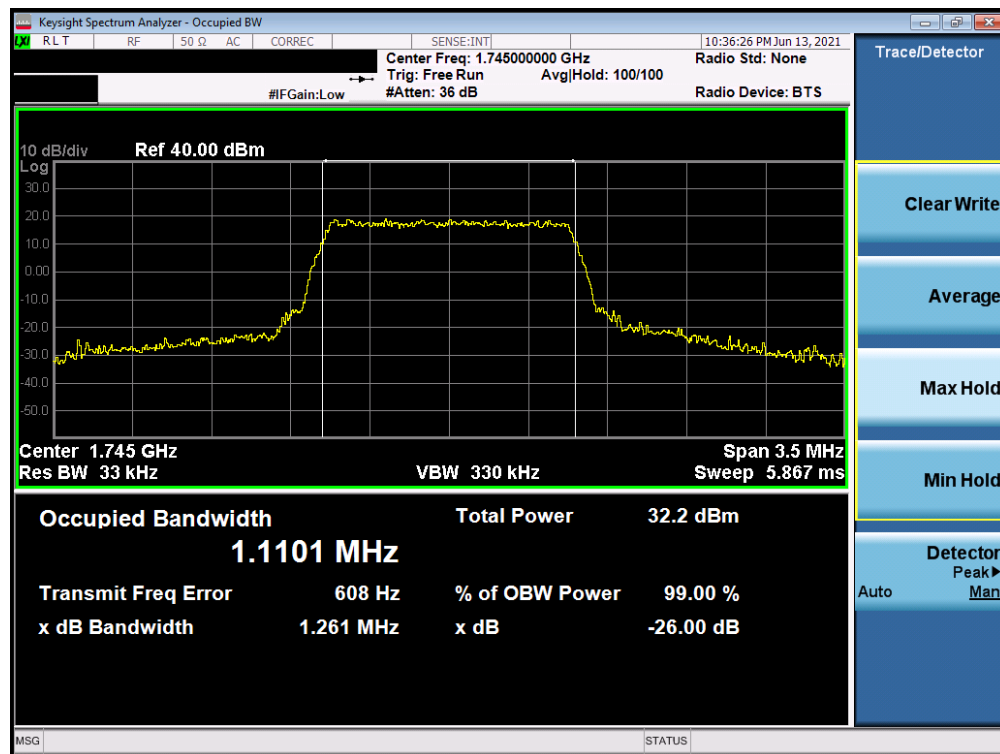 Keysight Spectrum Analyzer - Occupied BW
LXI RLT RF 50 Ω AC CORREC SENSE:INT 10:36:26 PM Jun 13, 2021
Center Freq: 1.745000000 GHz Radio Std: None
Trig: Free Run Avg|Hold: 100/100
#IFGain:Low #Atten: 36 dB Radio Device: BTS
10 dB/div Ref 40.00 dBm
Log
30.0
20.0
10.0
0.00
-10.0
-20.0
-30.0
-40.0
-50.0
Center 1.745 GHz Span 3.5 MHz
Res BW 33 kHz VBW 330 kHz Sweep 5.867 ms
Occupied Bandwidth Total Power 32.2 dBm
1.1101 MHz
Transmit Freq Error 608 Hz % of OBW Power 99.00 %
x dB Bandwidth 1.261 MHz x dB -26.00 dB
MSG STATUS
Trace/Detector
Clear Write
Average
Max Hold
Min Hold
Detector
Peak▶
Auto Man